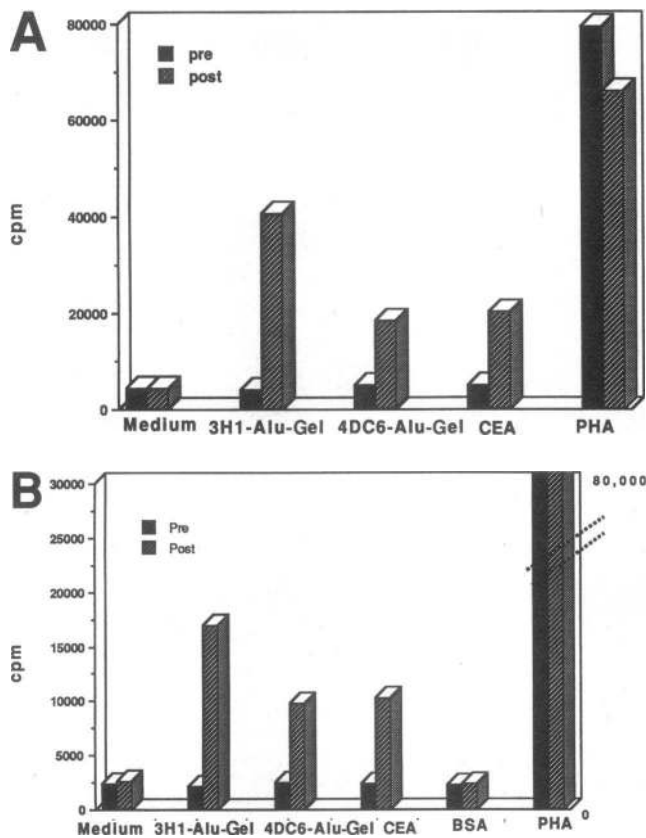 A
80000
60000
40000
20000
0
cpm
pre
post
Medium 3H1-Alu-Gel 4DC6-Alu-Gel CEA PHA
B
30000
25000
20000
15000
10000
5000
0
cpm
Pre
Post
80,000
0
Medium 3H1-Alu-Gel 4DC6-Alu-Gel CEA BSA PHA